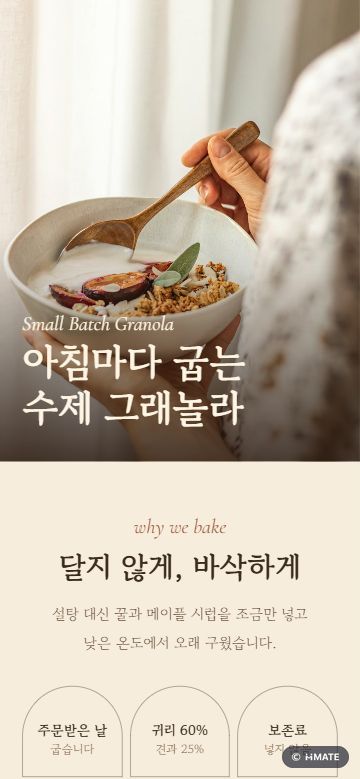 Small Batch Granola
아침마다 굽는
수제 그래놀라
why we bake
달지 않게, 바삭하게
설탕 대신 꿀과 메이플 시럽을 조금만 넣고
낮은 온도에서 오래 구웠습니다.
주문받은 날
굽습니다
귀리 60%
견과 25%
보존료
넣지
© HMATE